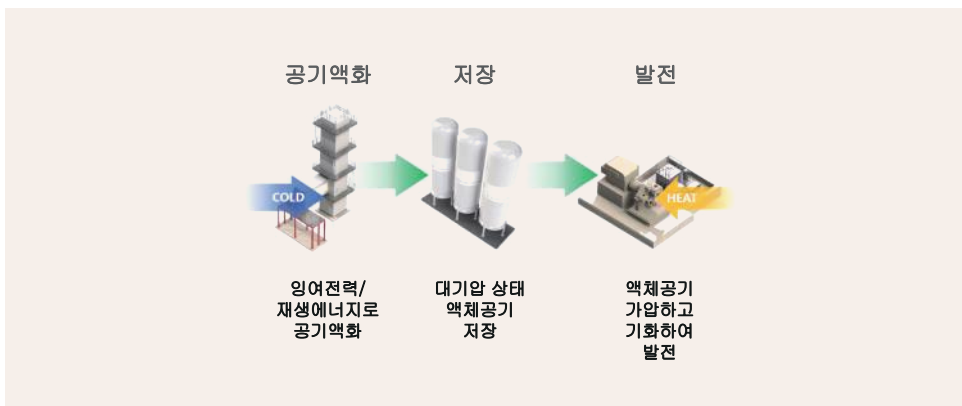 공기액화
저장
발전
COLD
HEAT
잉여전력/
재생에너지로
공기액화
대기압 상태
액체공기
저장
액체공기
가압하고
기화하여
발전